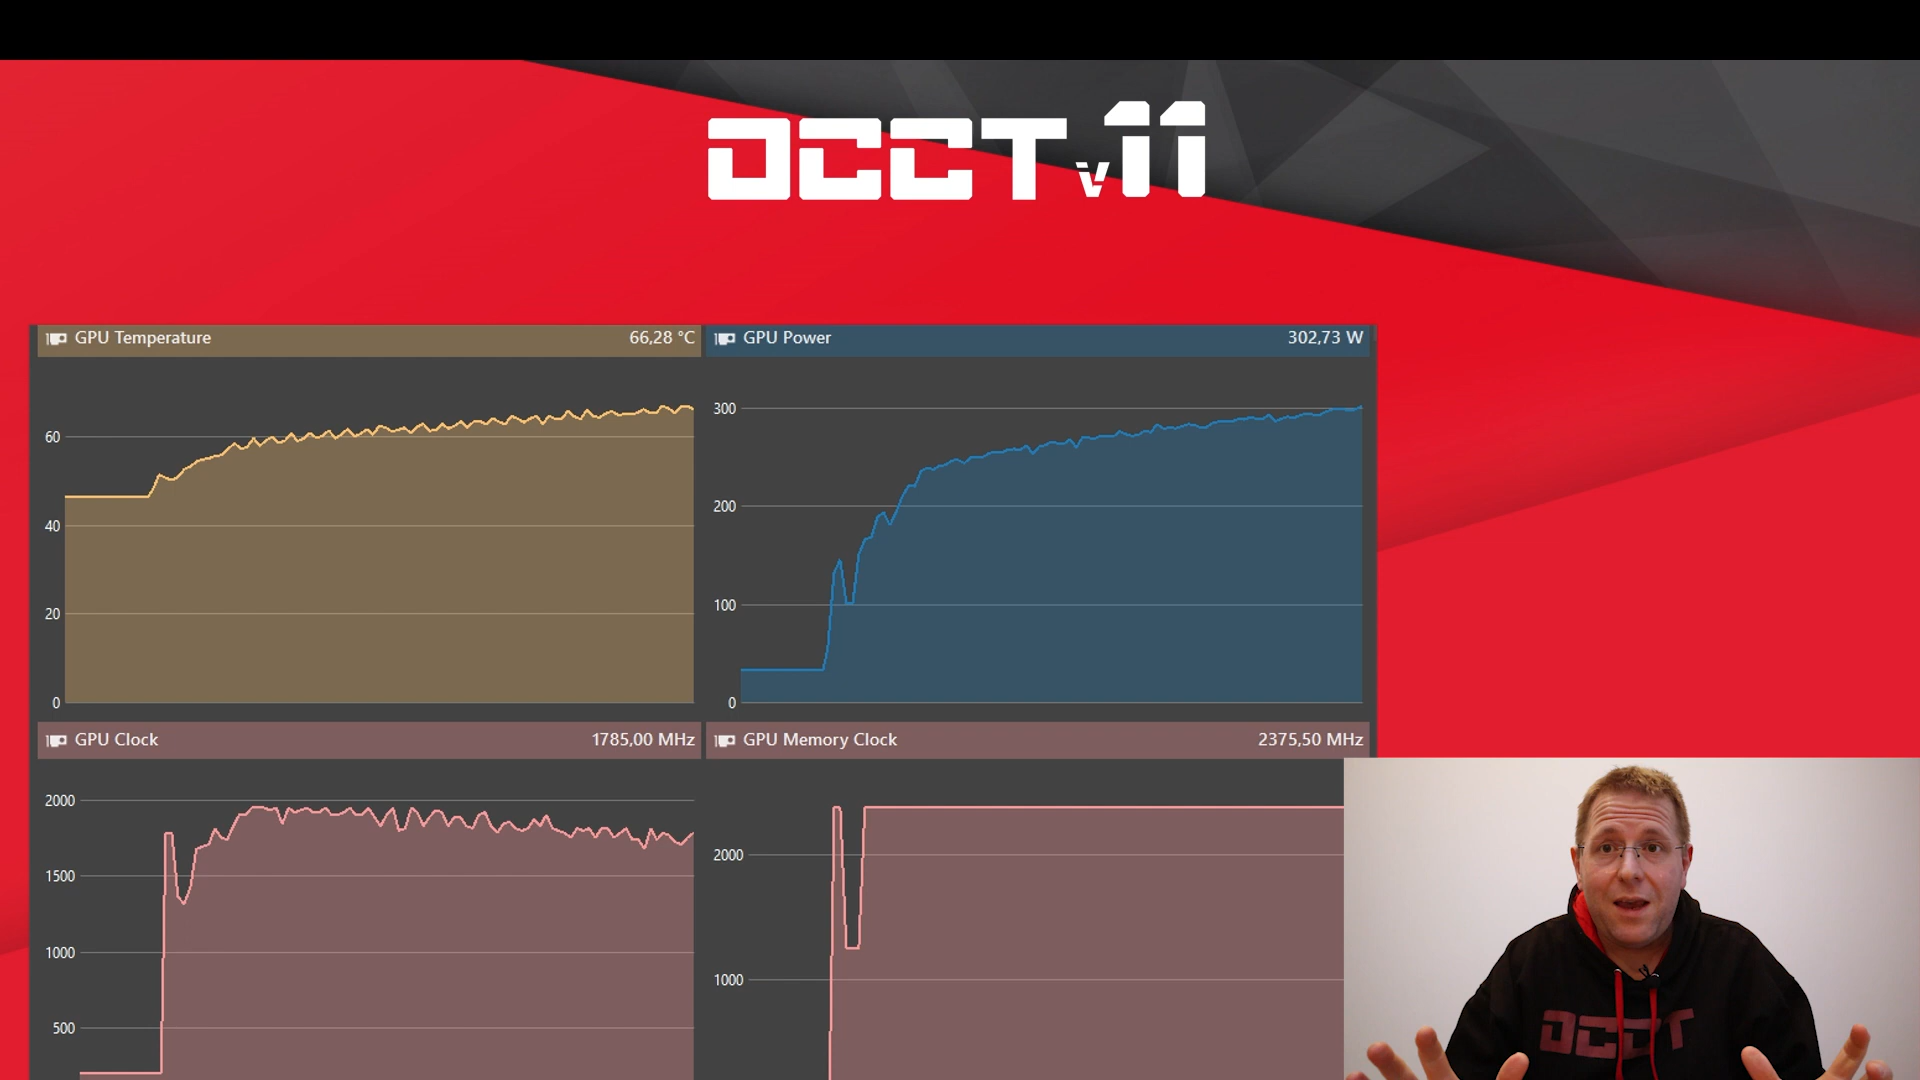 OCCT v11
GPU Temperature 66,28 °C
60
40
20
0
GPU Power 302,73 W
300
200
100
0
GPU Clock 1785,00 MHz
2000
1500
1000
500
GPU Memory Clock 2375,50 MHz
2000
1000
OCCT